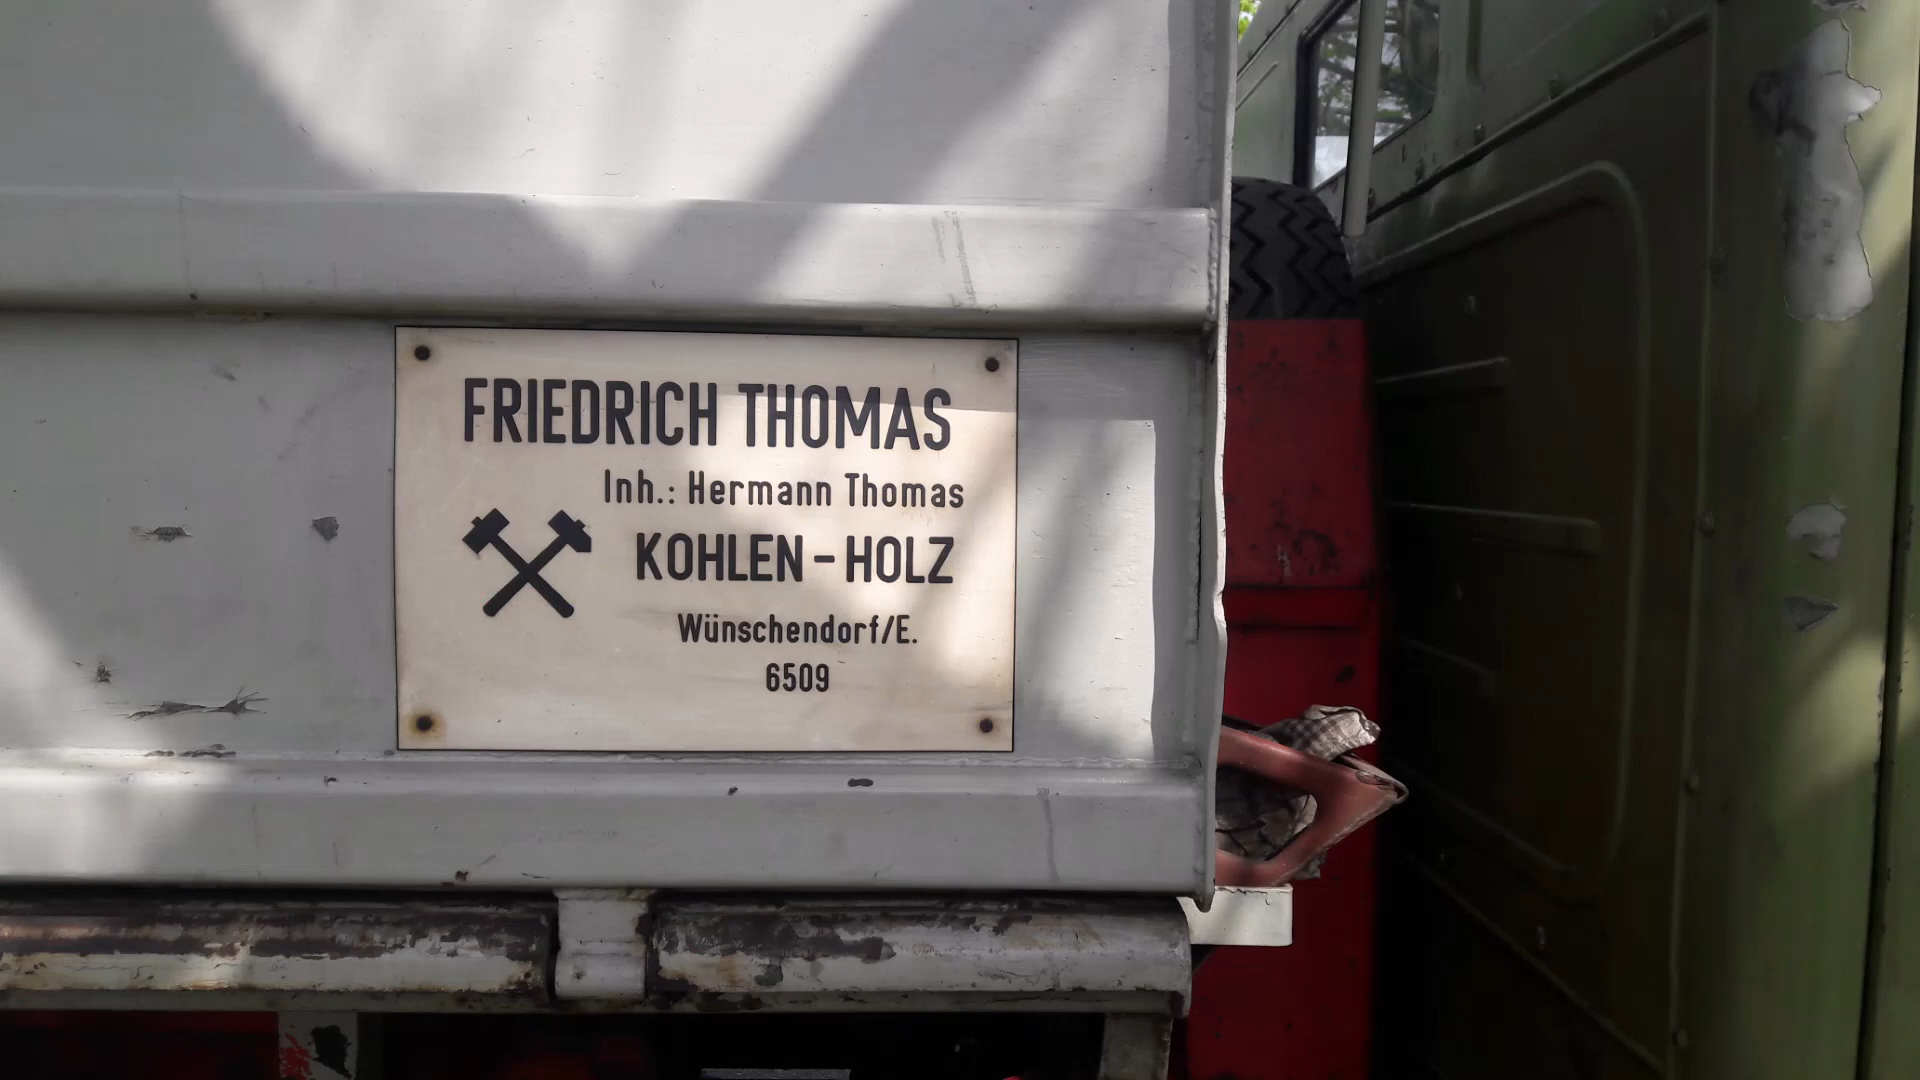 FRIEDRICH THOMAS
Inh.: Hermann Thomas
KOHLEN - HOLZ
Wünschendorf/E.
6509